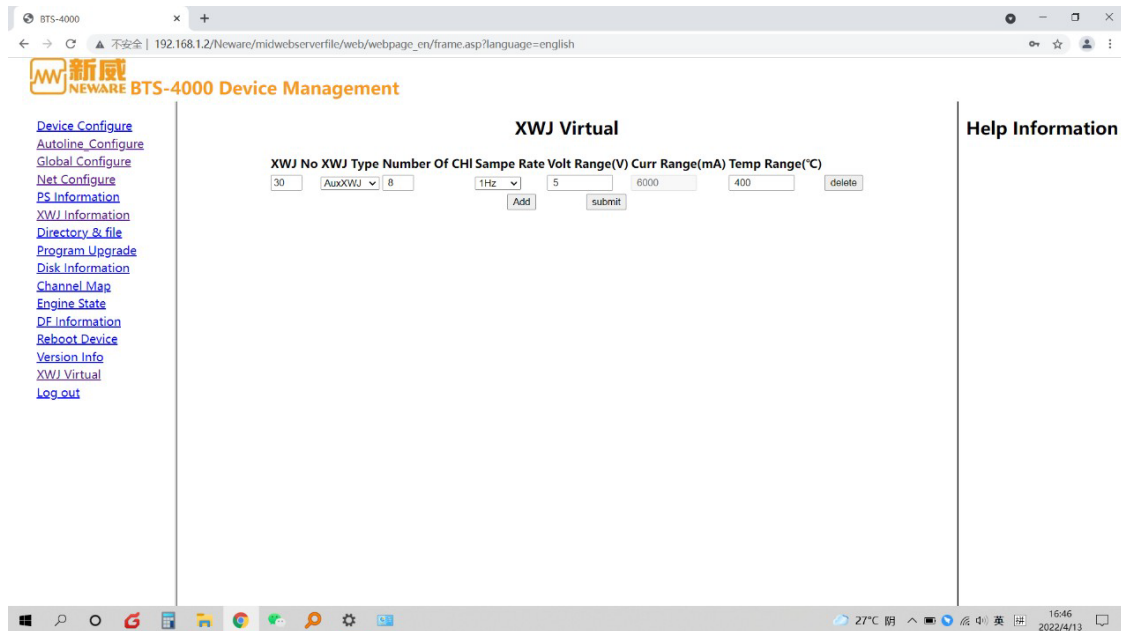 BTS-4000
不安全 | 192.168.1.2/Neware/midwebserverfile/web/webpage_en/frame.asp?language=english
新威
NEWARE BTS-4000 Device Management
Device Configure
Autoline_Configure
Global Configure
Net Configure
PS Information
XWJ Information
Directory & file
Program Upgrade
Disk Information
Channel Map
Engine State
DF Information
Reboot Device
Version Info
XWJ Virtual
Log out
XWJ Virtual
XWJ No XWJ Type Number Of CHl Sampe Rate Volt Range(V) Curr Range(mA) Temp Range(℃)
30 AuxXWJ 8 1Hz 5 6000 400 delete
Add submit
Help Information
27°C 阴 英 拼 16:46
2022/4/13